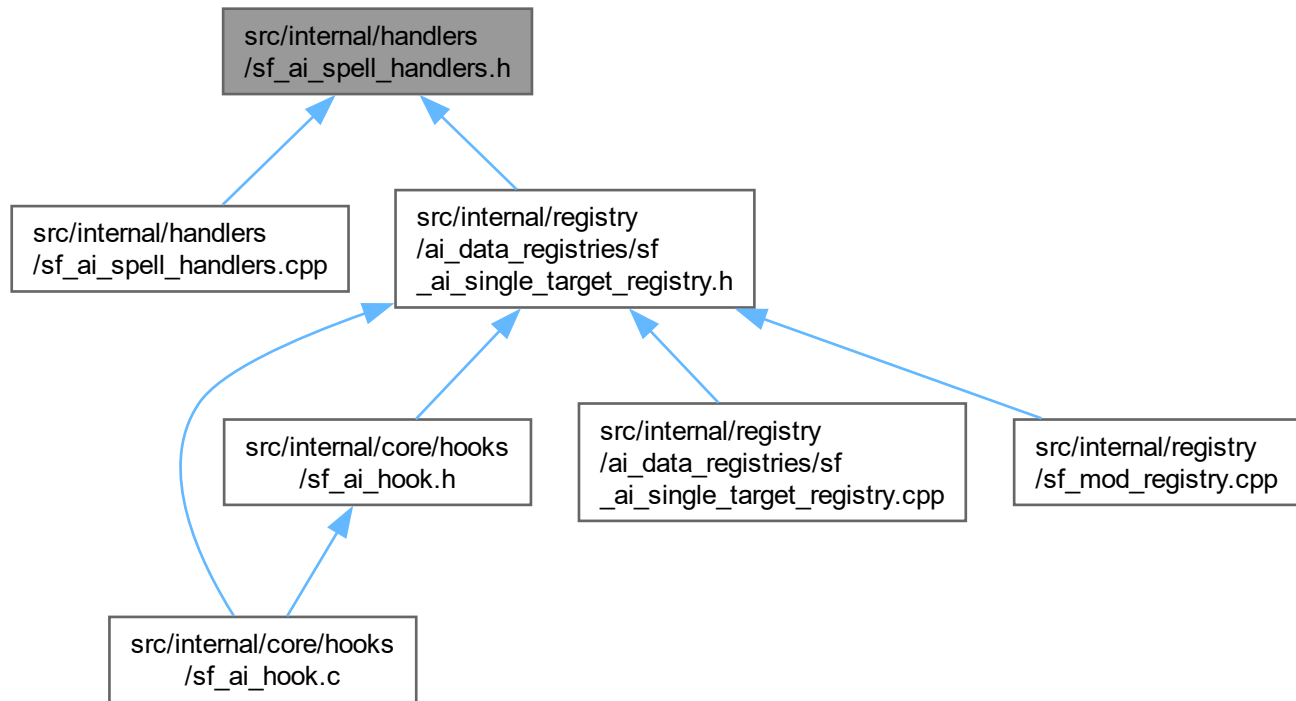 src/internal/handlers
/sf_ai_spell_handlers.h
src/internal/handlers
/sf_ai_spell_handlers.cpp
src/internal/registry
/ai_data_registries/sf
_ai_single_target_registry.h
src/internal/core/hooks
/sf_ai_hook.h
src/internal/registry
/ai_data_registries/sf
_ai_single_target_registry.cpp
src/internal/registry
/sf_mod_registry.cpp
src/internal/core/hooks
/sf_ai_hook.c